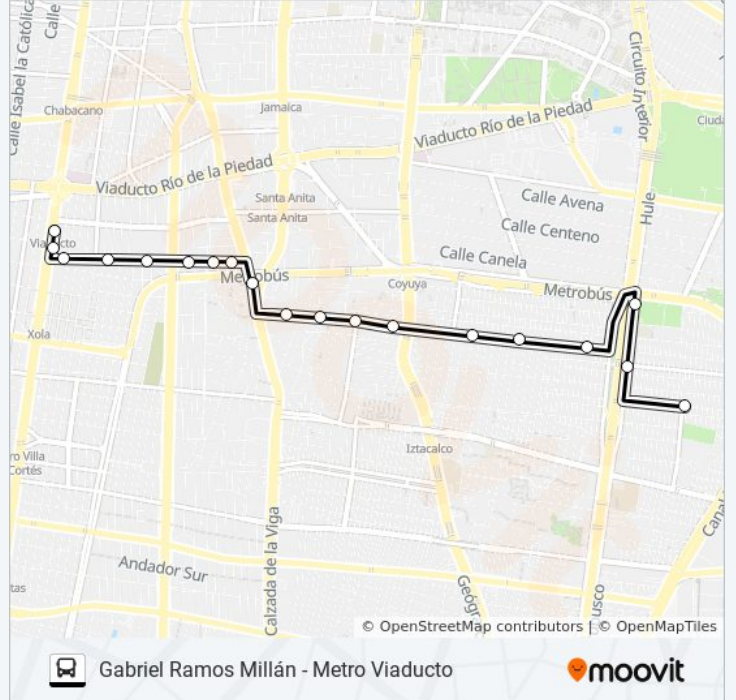 Calle Isabel la Católica
Calle
Chabacano
Jamaica
Circuito Interior
Ciuda
Viaducto Río de la Piedad
Viaducto Río de la Piedad
Santa Anita
Santa Anita
Calle Avena
Hule
Calle Centeno
Viaducto
Calle Canela
Metrobús
Coyuya
Metrobús
Xola
Iztacalco
ro Villa
Cortés
Canal
Calzada de la Viga
Andador Sur
tas
Geógr
usco
© OpenStreetMap contributors | © OpenMapTiles
Gabriel Ramos Millán - Metro Viaducto
moovit